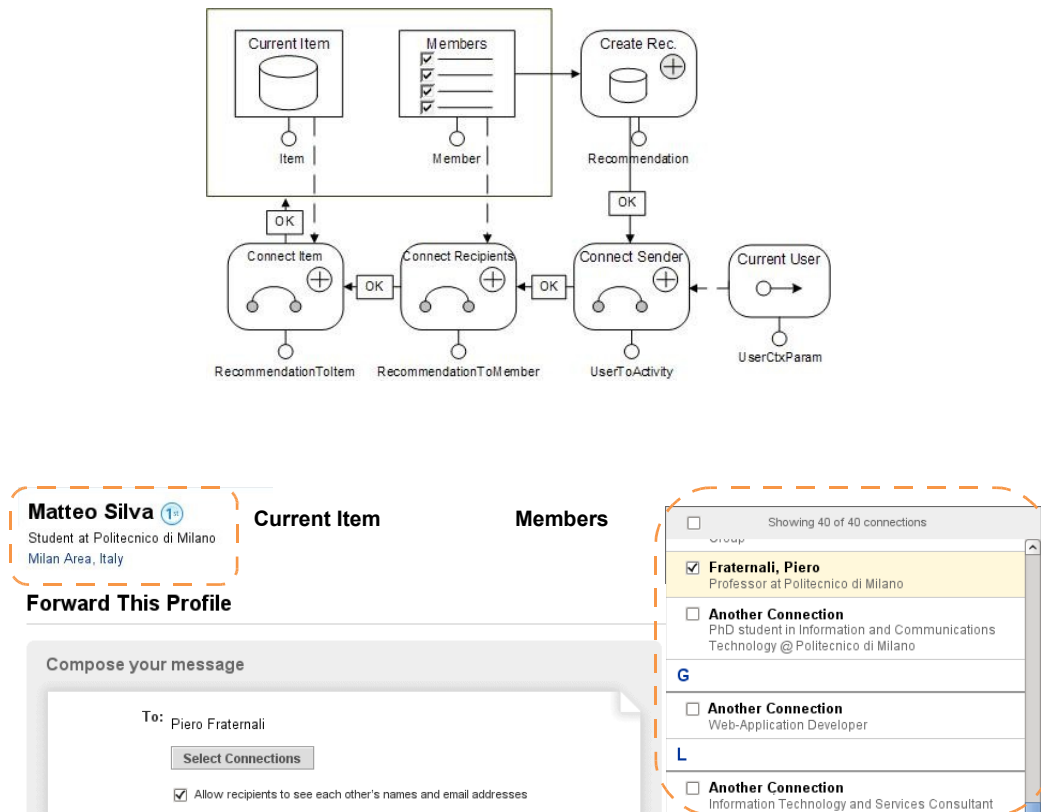 Current Item
Members
Create Rec.
Item
Member
Recommendation
OK
OK
Connect Item
Connect Recipients
Connect Sender
Current User
OK
OK
RecommendationToItem
RecommendationToMember
UserToActivity
UserCtxParam
Matteo Silva 1st
Student at Politecnico di Milano
Milan Area, Italy
Current Item
Members
Showing 40 of 40 connections
Group
Fraternali, Piero
Professor at Politecnico di Milano
Another Connection
PhD student in Information and Communications
Technology @ Politecnico di Milano
G
Another Connection
Web-Application Developer
L
Another Connection
Information Technology and Services Consultant
Forward This Profile
Compose your message
To: Piero Fraternali
Select Connections
Allow recipients to see each other's names and email addresses